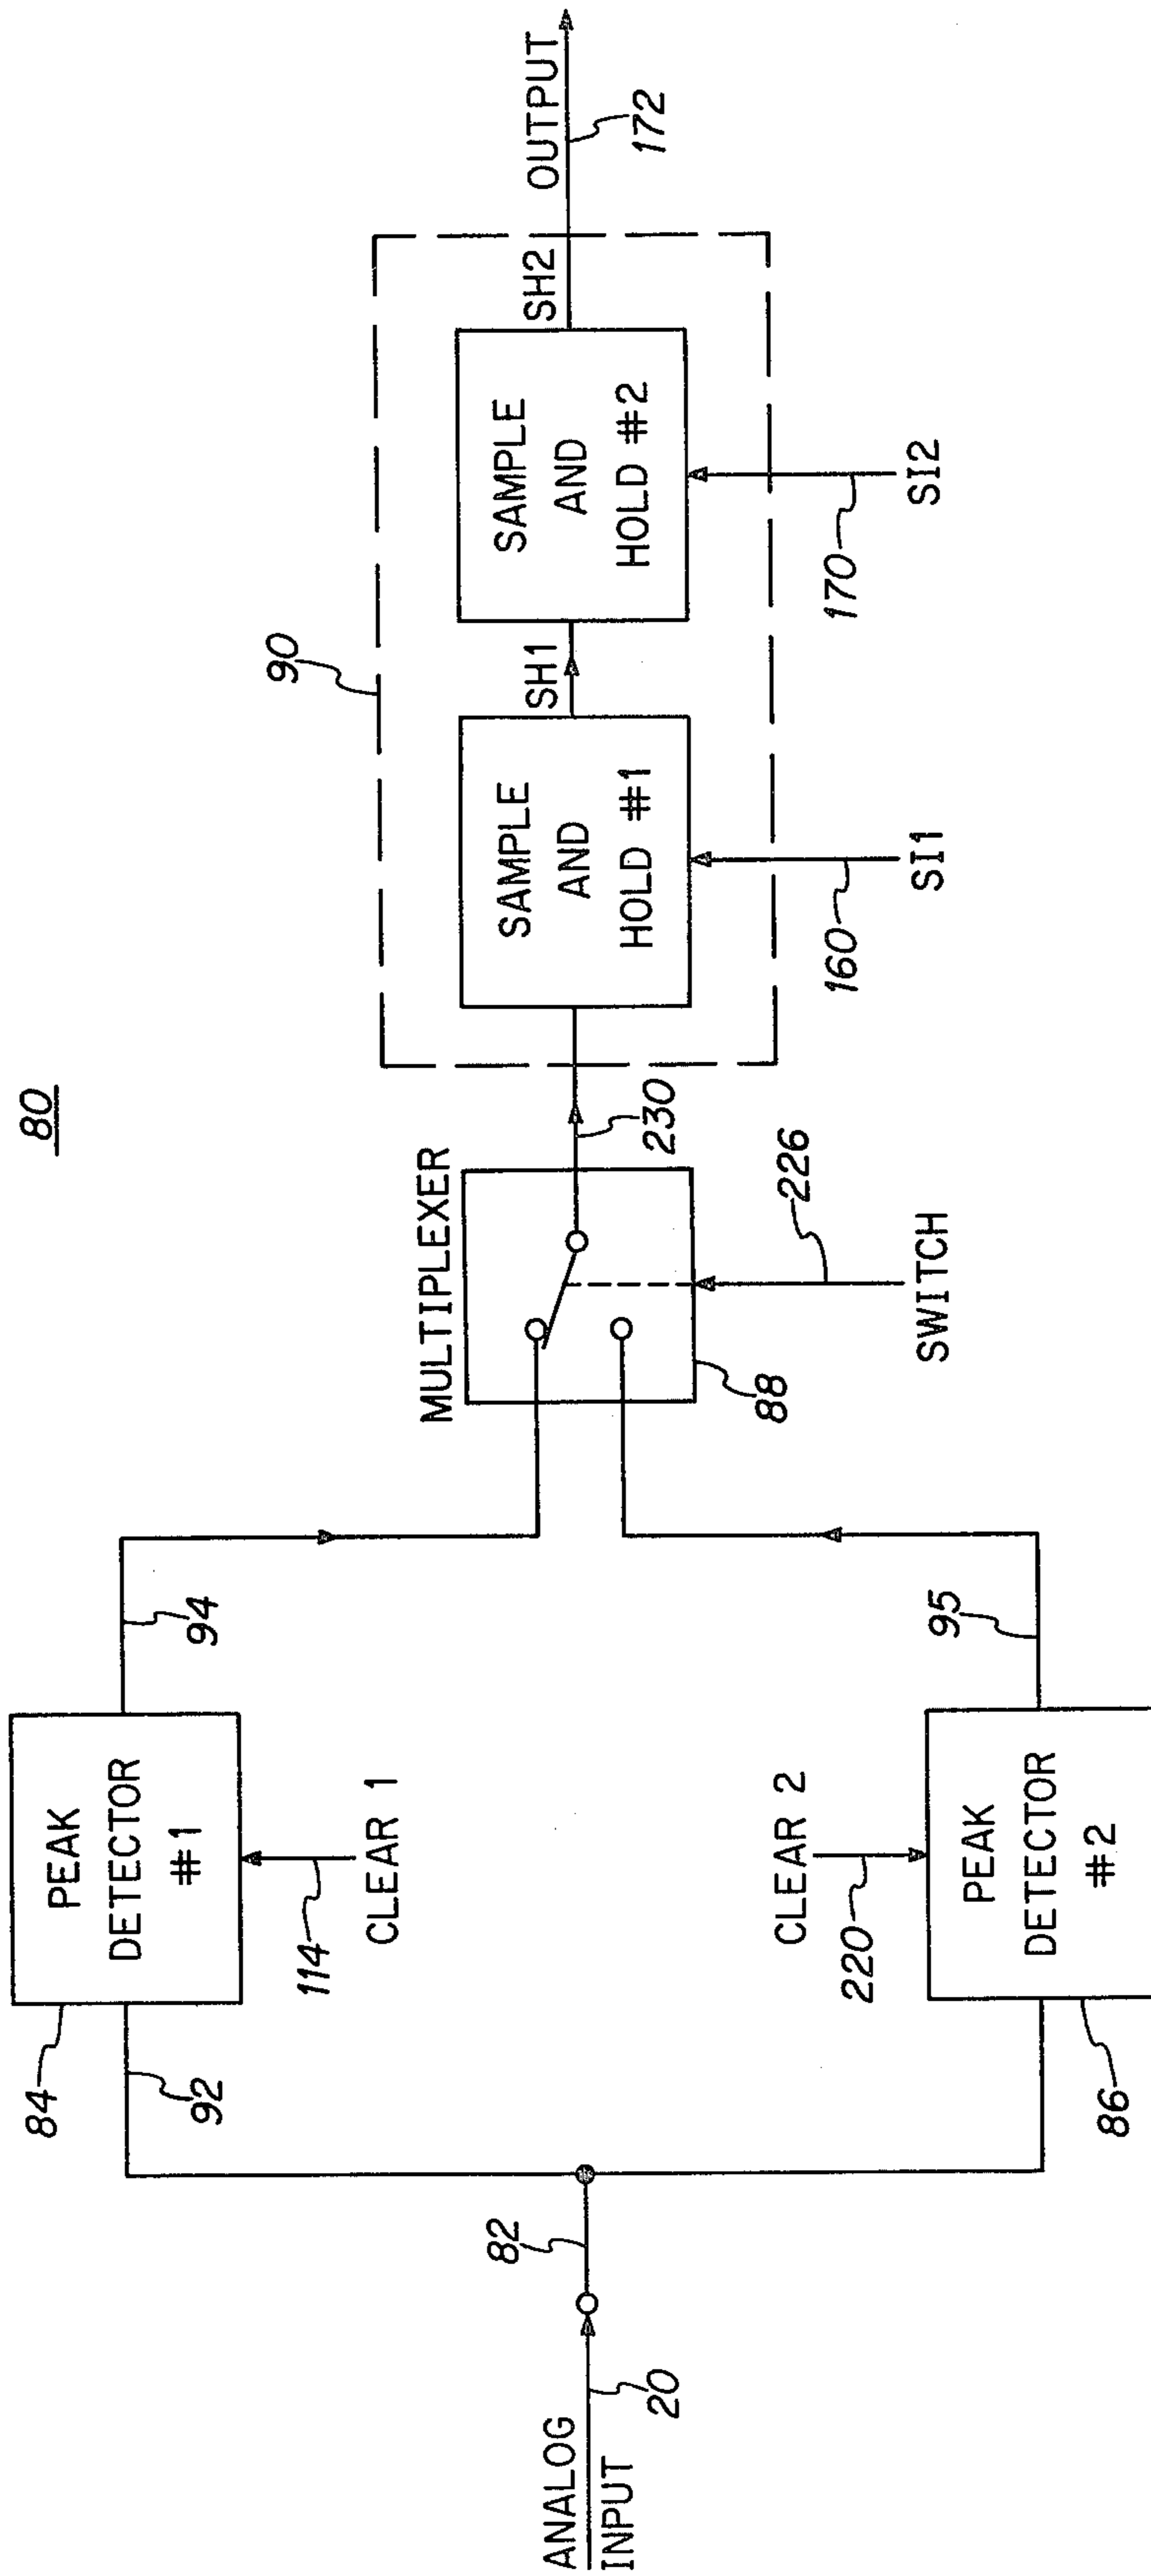 80
ANALOG
INPUT
20
82
92
84
PEAK
DETECTOR
#1
114
CLEAR 1
94
86
PEAK
DETECTOR
#2
220
CLEAR 2
95
MULTIPLEXER
88
SWITCH
226
230
90
SAMPLE
AND
HOLD #1
160
SI1
SH1
SAMPLE
AND
HOLD #2
170
SI2
SH2
OUTPUT
172